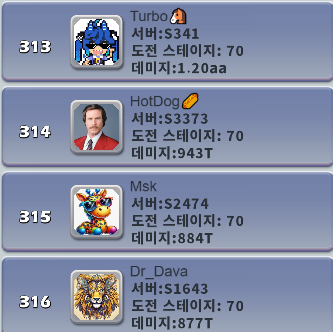 313
Turbo
서버:S341
도전 스테이지: 70
데미지:1.20aa
314
HotDog
서버:S3373
도전 스테이지: 70
데미지:943T
315
Msk
서버:S2474
도전 스테이지: 70
데미지:884T
316
Dr_Dava
서버:S1643
도전 스테이지: 70
데미지:877T